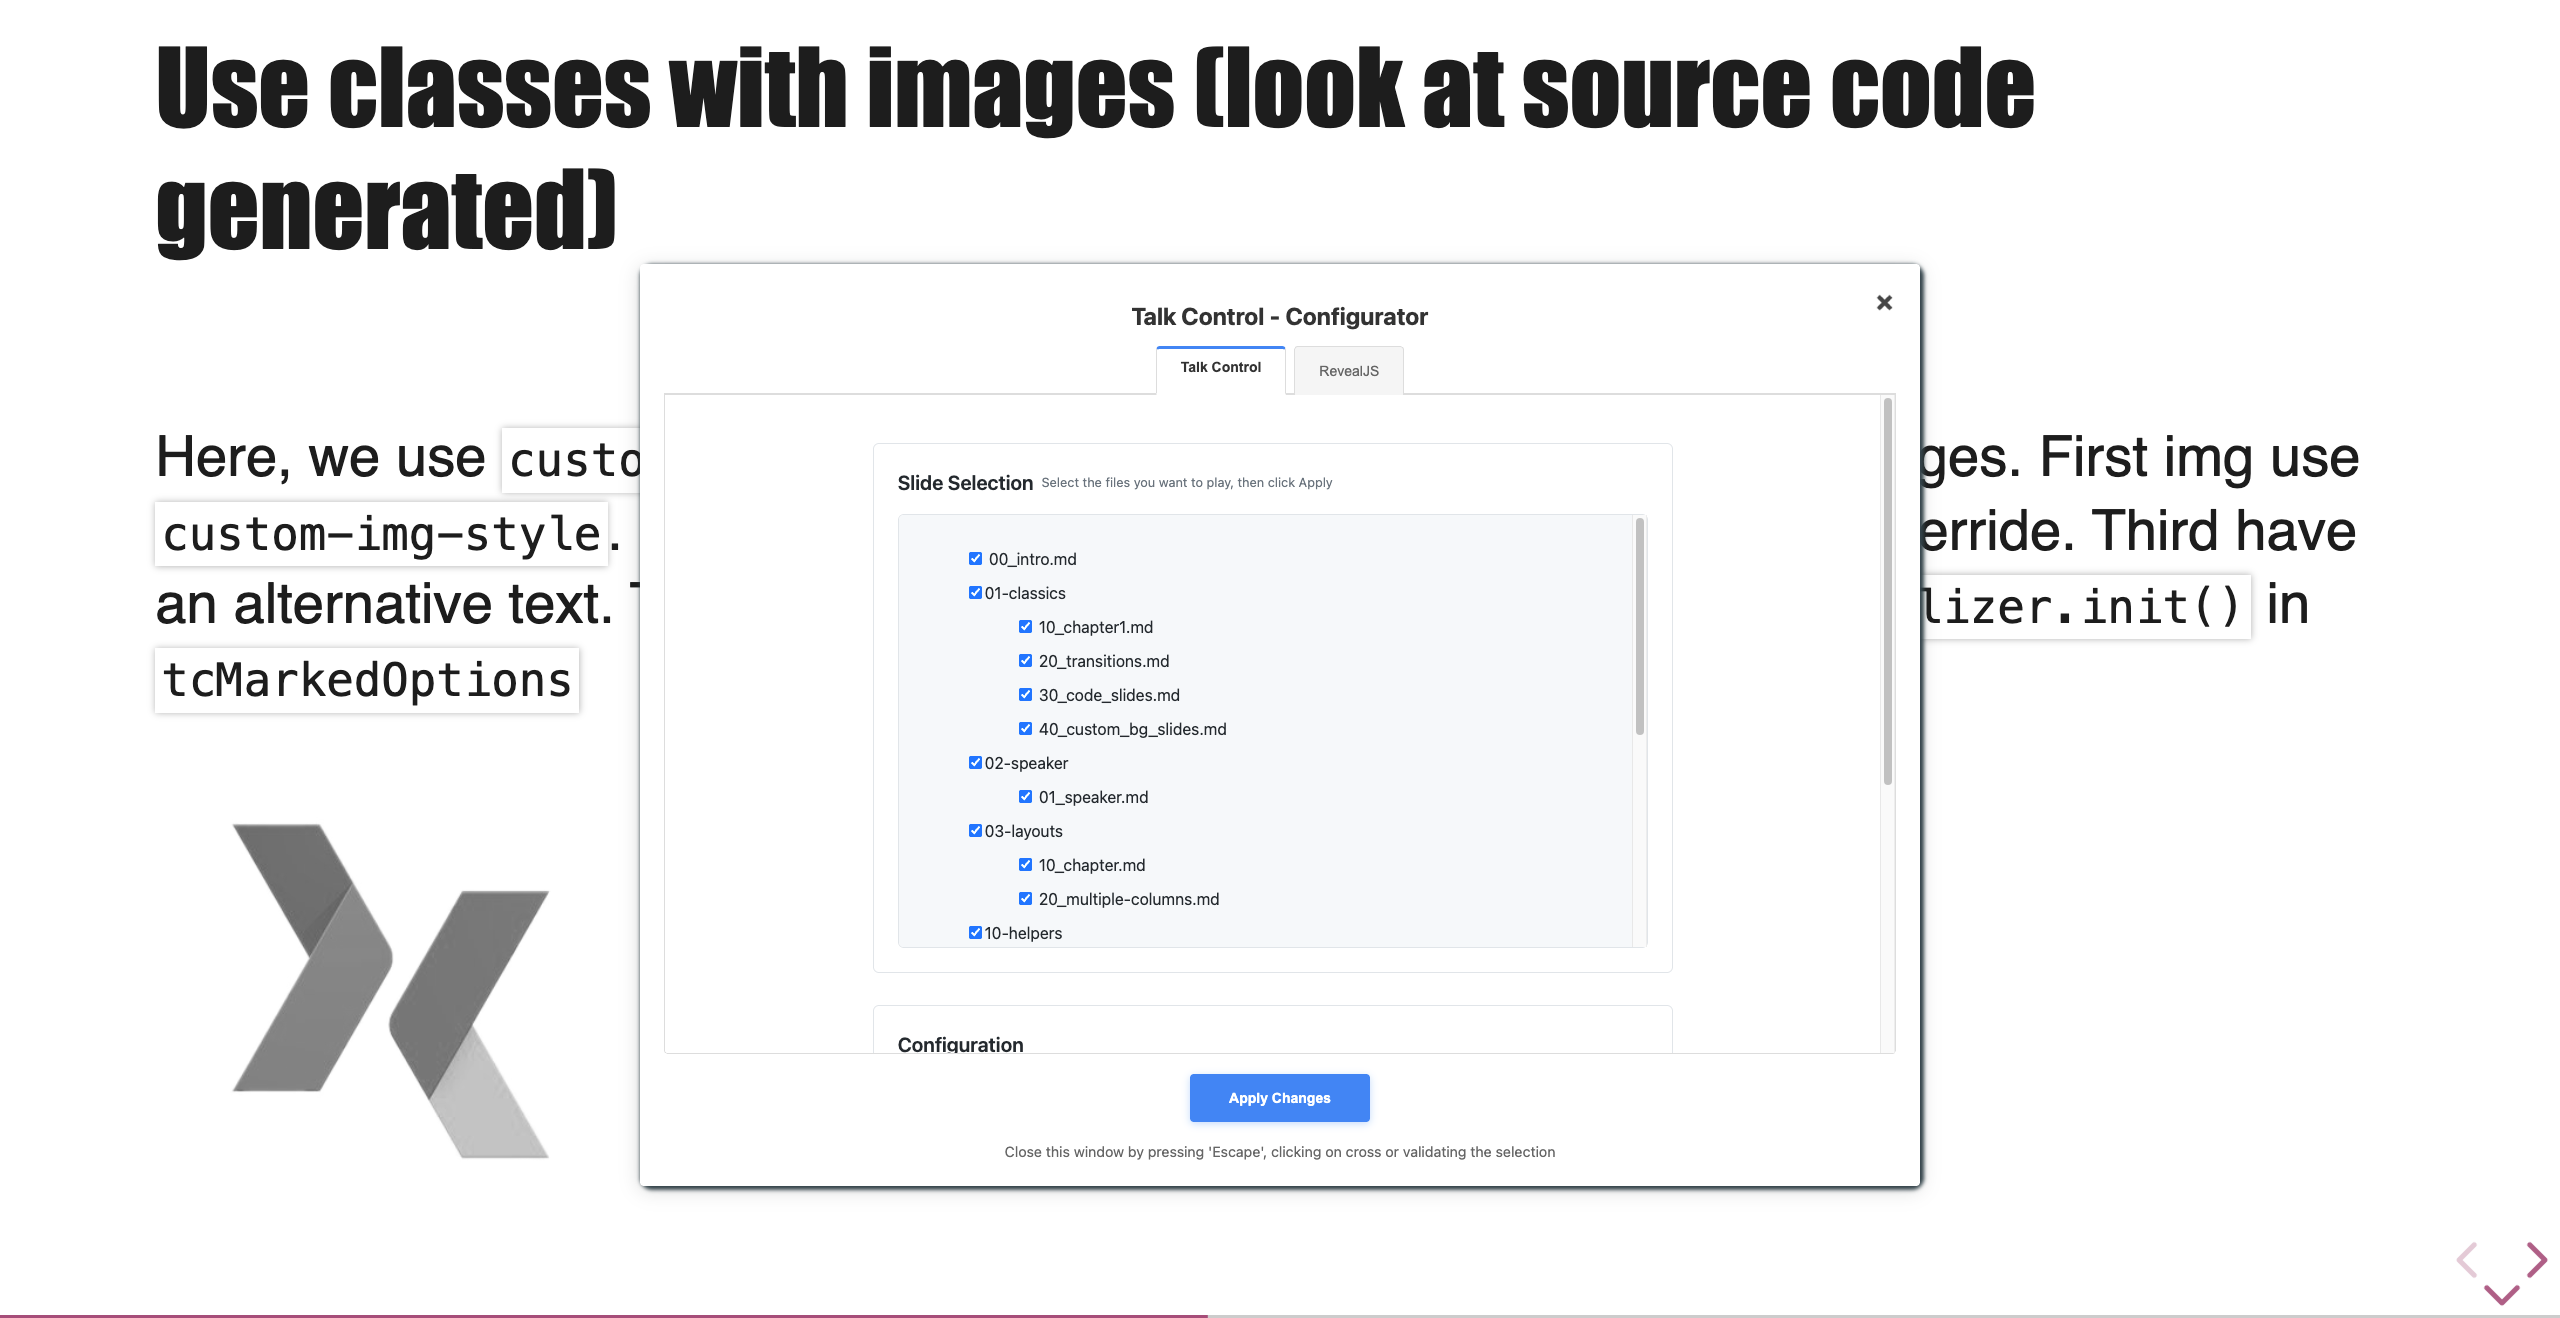 Use classes with images (look at source code
generated)
Talk Control - Configurator
Talk Control
RevealJS
Here, we use custo
ges. First img use
custom-img-style.
erride. Third have
an alternative text.
lizer.init() in
tcMarkedOptions
Slide Selection Select the files you want to play, then click Apply
00_intro.md
01-classics
10_chapter1.md
20_transitions.md
30_code_slides.md
40_custom_bg_slides.md
02-speaker
01_speaker.md
03-layouts
10_chapter.md
20_multiple-columns.md
10-helpers
Configuration
Apply Changes
Close this window by pressing 'Escape', clicking on cross or validating the selection